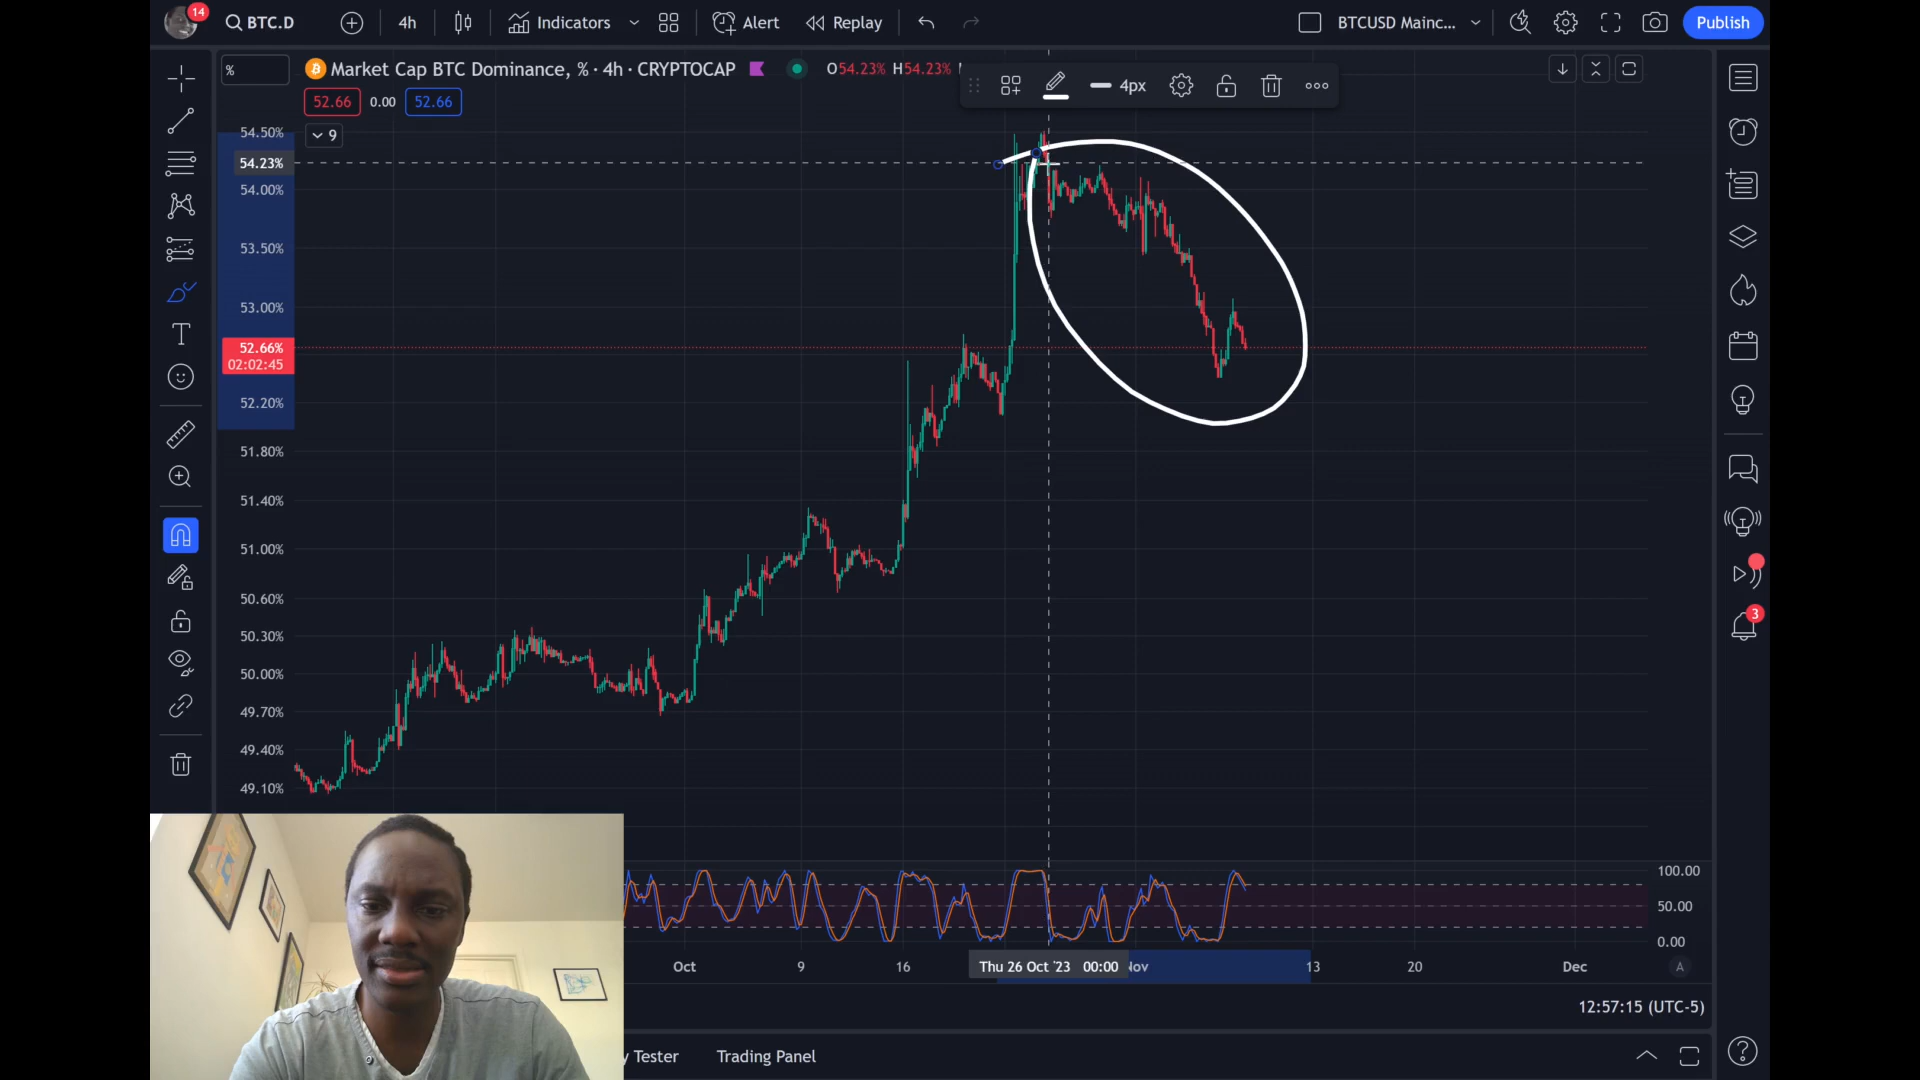 14
BTC.D
4h
Indicators
Alert
Replay
BTCUSD Mainc...
Publish
%
Market Cap BTC Dominance, % · 4h · CRYPTOCAP
O54.23% H54.23%
4px
52.66
0.00
52.66
9
54.50%
54.23%
54.00%
53.50%
53.00%
52.66%
02:02:45
52.20%
51.80%
51.40%
51.00%
50.60%
50.30%
50.00%
49.70%
49.40%
49.10%
3
100.00
50.00
0.00
Oct
9
16
Thu 26 Oct '23 00:00
Nov
13
20
Dec
A
12:57:15 (UTC-5)
y Tester
Trading Panel